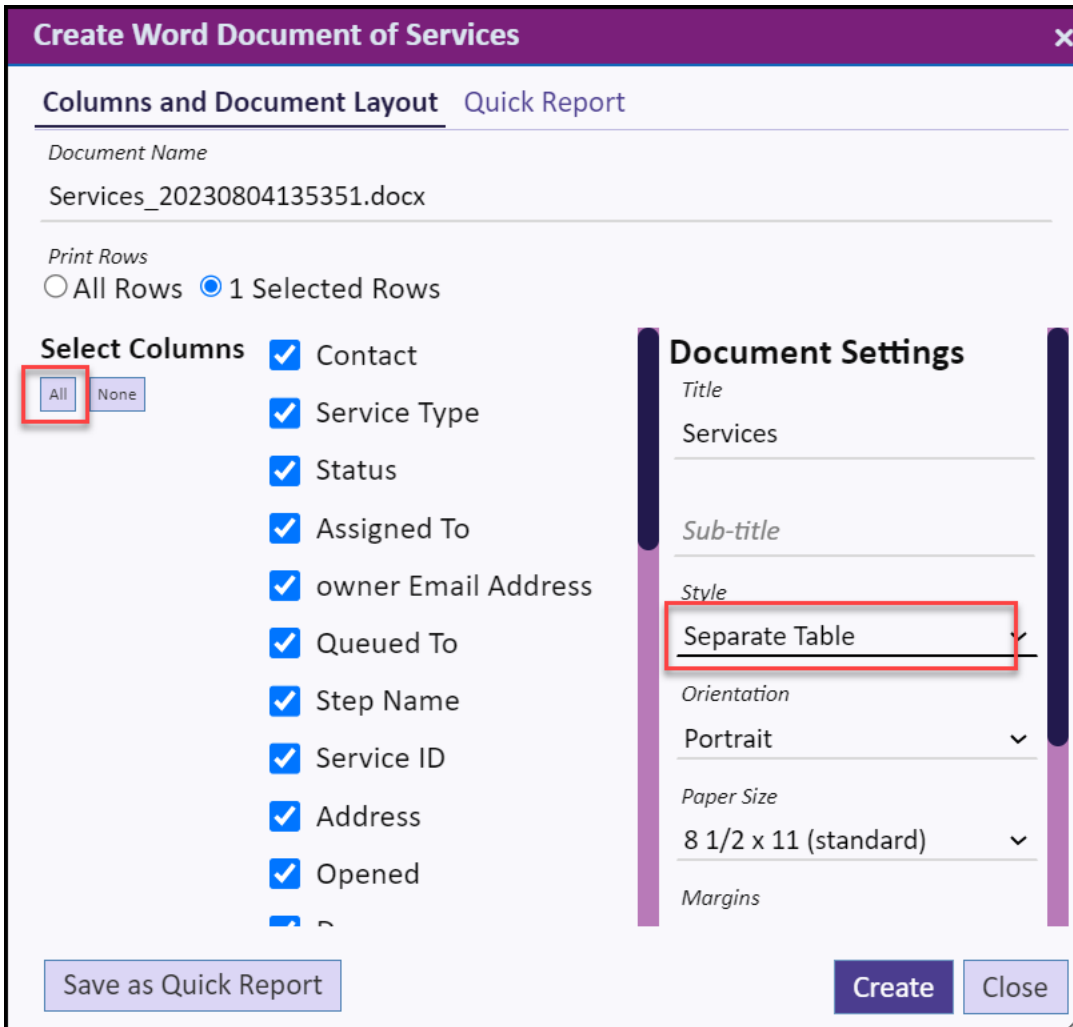 Create Word Document of Services ×
Columns and Document Layout Quick Report
Document Name
Services_20230804135351.docx
Print Rows
All Rows 1 Selected Rows
Select Columns
All None
Contact
Service Type
Status
Assigned To
owner Email Address
Queued To
Step Name
Service ID
Address
Opened
Document Settings
Title
Services
Sub-title
Style
Separate Table
Orientation
Portrait
Paper Size
8 1/2 x 11 (standard)
Margins
Save as Quick Report Create Close